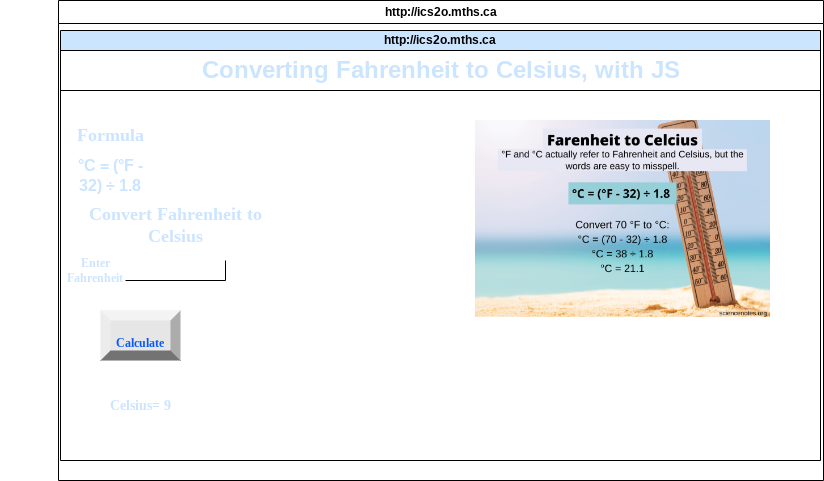 http://ics2o.mths.ca
http://ics2o.mths.ca
Converting Fahrenheit to Celsius, with JS
Formula
°C = (°F -
32) ÷ 1.8
Convert Fahrenheit to
Celsius
Enter
Fahrenheit
Calculate
Celsius= 9
Farenheit to Celcius
°F and °C actually refer to Fahrenheit and Celsius, but the
words are easy to misspell.
°C = (°F - 32) ÷ 1.8
Convert 70 °F to °C:
°C = (70 - 32) ÷ 1.8
°C = 38 ÷ 1.8
°C = 21.1
sciencenotes.org